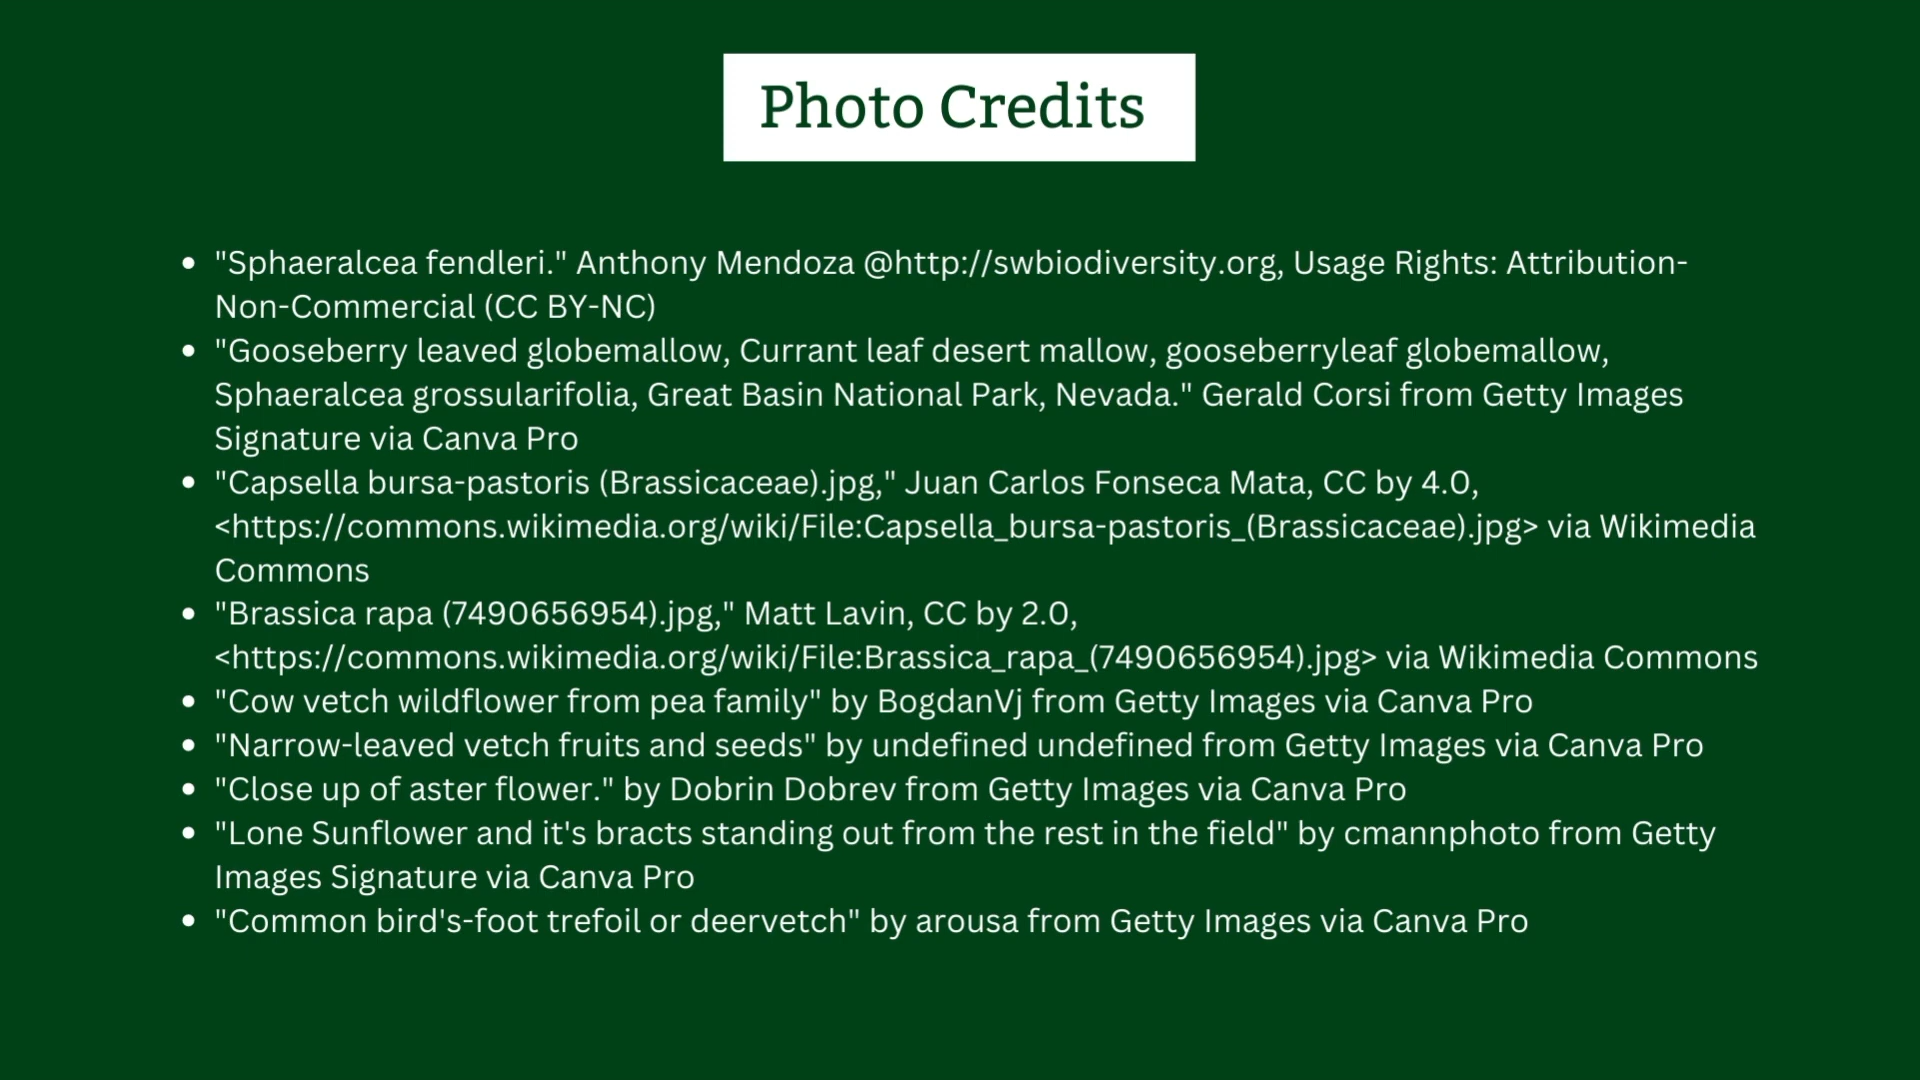 Photo Credits
• "Sphaeralcea fendleri." Anthony Mendoza @http://swbiodiversity.org, Usage Rights: Attribution-
Non-Commercial (CC BY-NC)
• "Gooseberry leaved globemallow, Currant leaf desert mallow, gooseberryleaf globemallow,
Sphaeralcea grossularifolia, Great Basin National Park, Nevada." Gerald Corsi from Getty Images
Signature via Canva Pro
• "Capsella bursa-pastoris (Brassicaceae).jpg," Juan Carlos Fonseca Mata, CC by 4.0,
<https://commons.wikimedia.org/wiki/File:Capsella_bursa-pastoris_(Brassicaceae).jpg> via Wikimedia
Commons
• "Brassica rapa (7490656954).jpg," Matt Lavin, CC by 2.0,
<https://commons.wikimedia.org/wiki/File:Brassica_rapa_(7490656954).jpg> via Wikimedia Commons
• "Cow vetch wildflower from pea family" by BogdanVj from Getty Images via Canva Pro
• "Narrow-leaved vetch fruits and seeds" by undefined undefined from Getty Images via Canva Pro
• "Close up of aster flower." by Dobrin Dobrev from Getty Images via Canva Pro
• "Lone Sunflower and it's bracts standing out from the rest in the field" by cmannphoto from Getty
Images Signature via Canva Pro
• "Common bird's-foot trefoil or deervetch" by arousa from Getty Images via Canva Pro